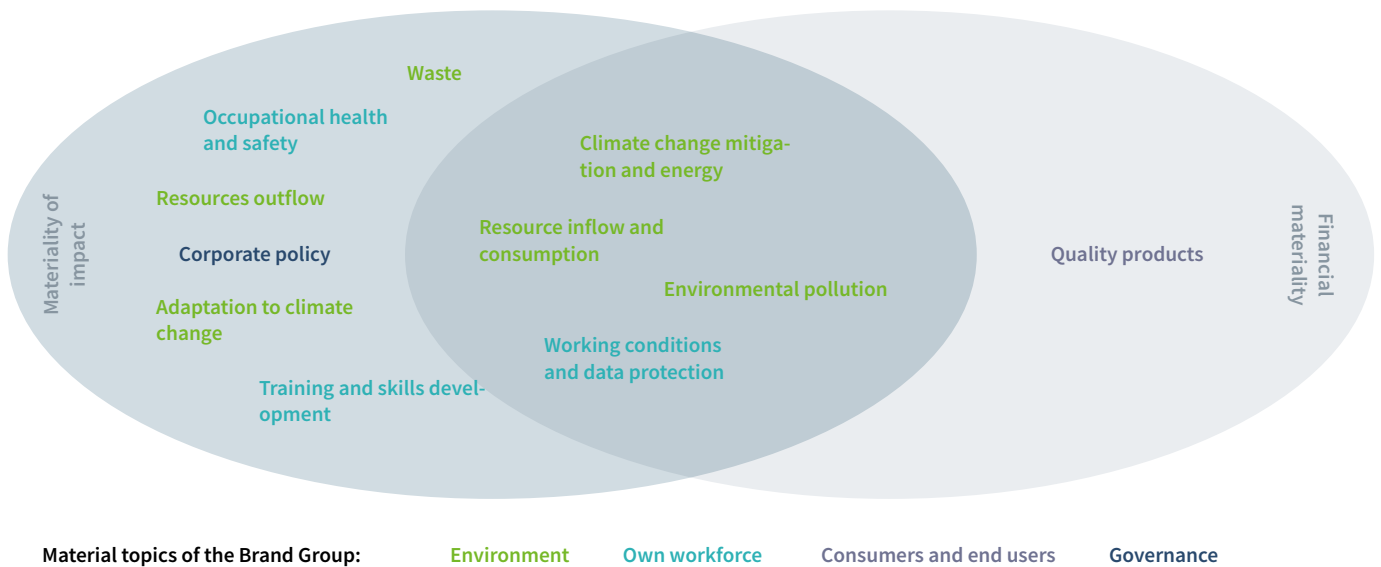 Waste
Occupational health
and safety
Climate change mitiga-
tion and energy
Resources outflow
Materiality of
impact
Financial
materiality
Resource inflow and
consumption
Corporate policy
Quality products
Environmental pollution
Adaptation to climate
change
Working conditions
and data protection
Training and skills devel-
opment
Material topics of the Brand Group:
Environment
Own workforce
Consumers and end users
Governance